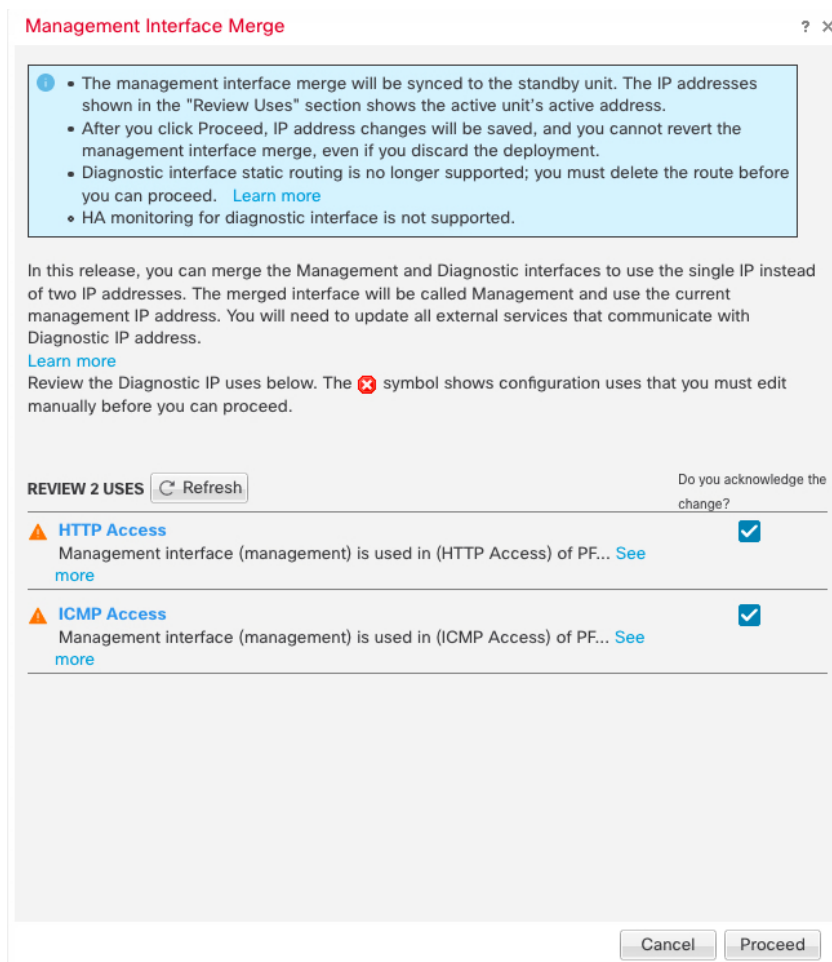 Management Interface Merge
?
• The management interface merge will be synced to the standby unit. The IP addresses
shown in the "Review Uses" section shows the active unit's active address.
• After you click Proceed, IP address changes will be saved, and you cannot revert the
management interface merge, even if you discard the deployment.
• Diagnostic interface static routing is no longer supported; you must delete the route before
you can proceed. Learn more
• HA monitoring for diagnostic interface is not supported.
In this release, you can merge the Management and Diagnostic interfaces to use the single IP instead
of two IP addresses. The merged interface will be called Management and use the current
management IP address. You will need to update all external services that communicate with
Diagnostic IP address.
Learn more
Review the Diagnostic IP uses below. The symbol shows configuration uses that you must edit
manually before you can proceed.
REVIEW 2 USES Refresh
Do you acknowledge the
change?
HTTP Access
Management interface (management) is used in (HTTP Access) of PF... See
more
ICMP Access
Management interface (management) is used in (ICMP Access) of PF... See
more
Cancel Proceed